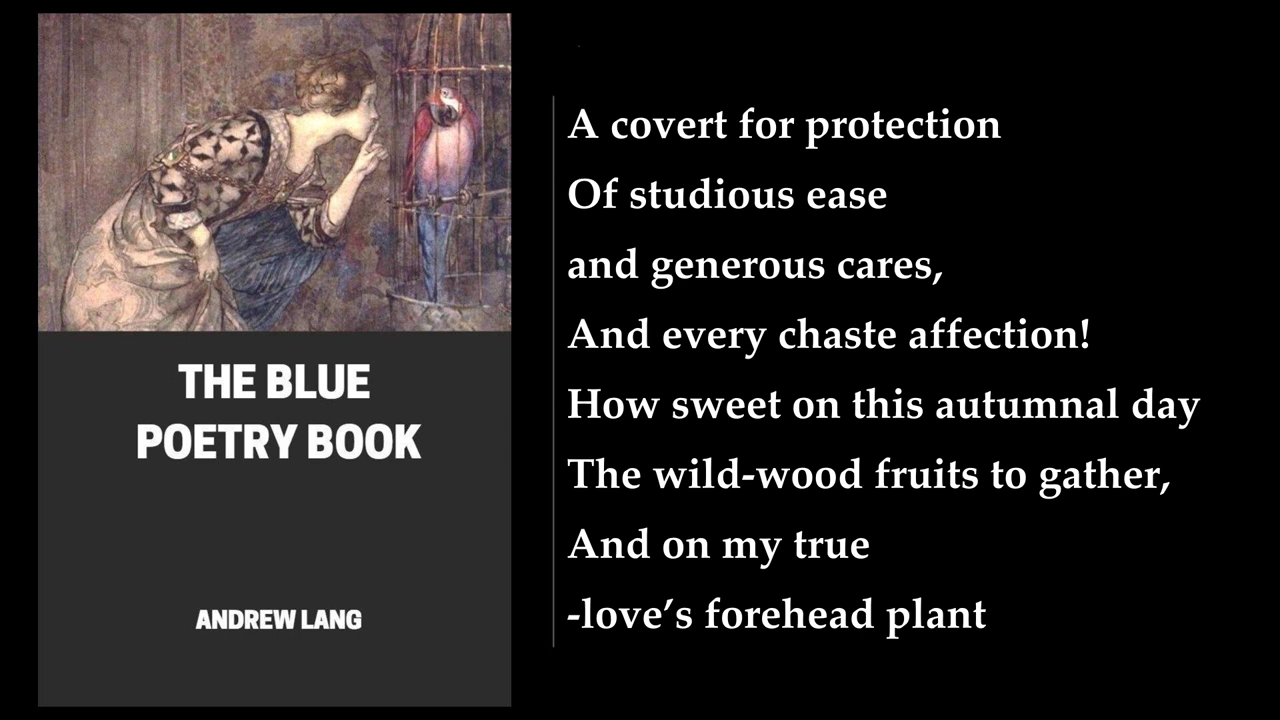 THE BLUE
POETRY BOOK
ANDREW LANG
A covert for protection
Of studious ease
and generous cares,
And every chaste affection!
How sweet on this autumnal day
The wild-wood fruits to gather,
And on my true
-love’s forehead plant